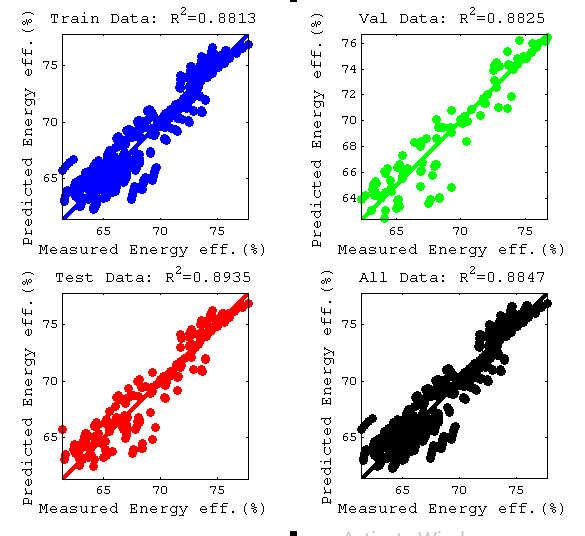 Train Data: R2=0.8813
Predicted Energy eff.(%)
75
70
65
65 70 75
Measured Energy eff.(%)
Val Data: R2=0.8825
Predicted Energy eff.(%)
76
74
72
70
68
66
64
65 70 75
Measured Energy eff.(%)
Test Data: R2=0.8935
Predicted Energy eff.(%)
75
70
65
65 70 75
Measured Energy eff.(%)
All Data: R2=0.8847
Predicted Energy eff.(%)
75
70
65
65 70 75
Measured Energy eff.(%)